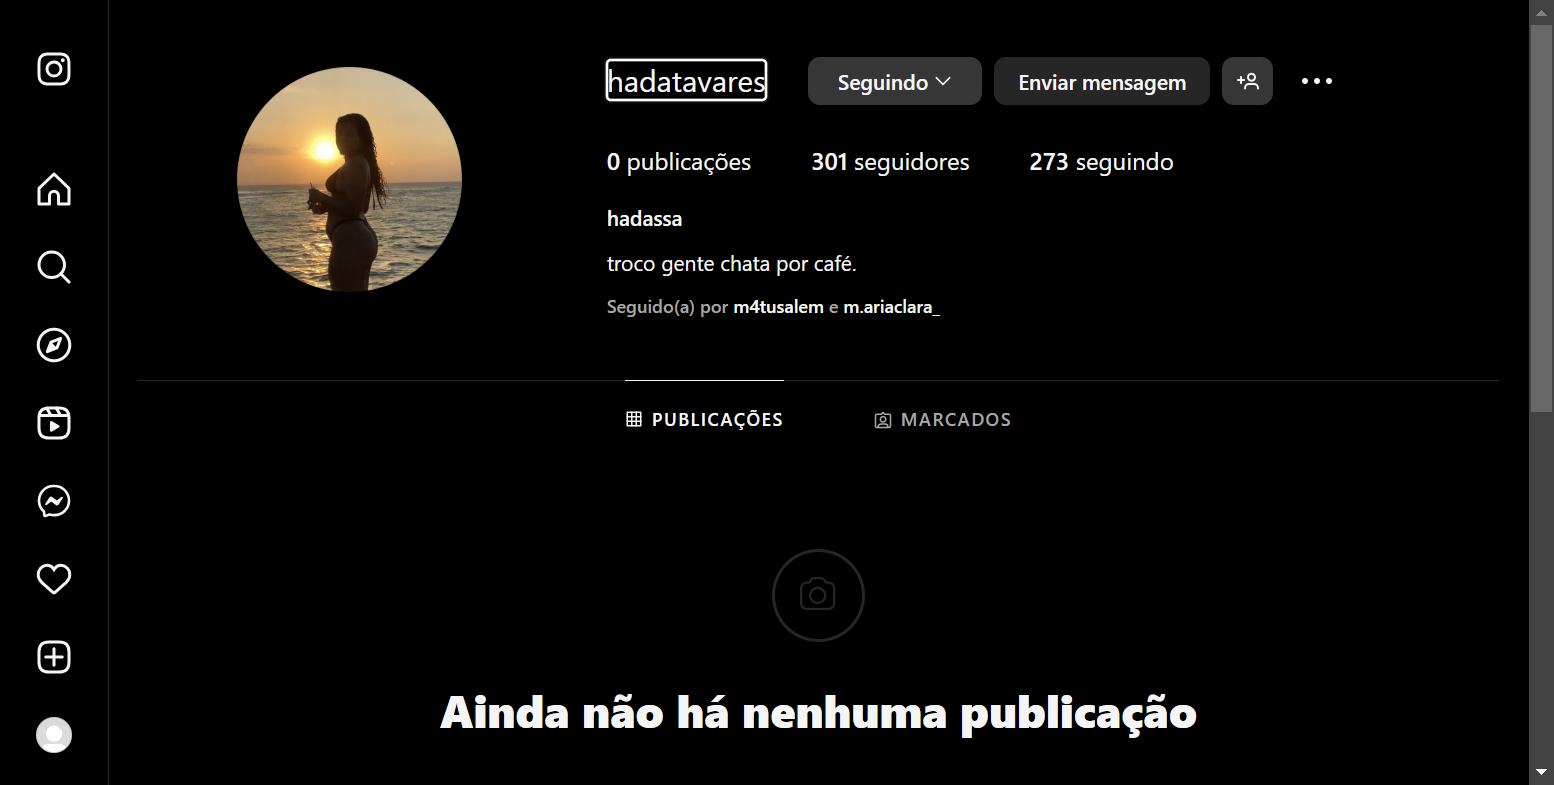 hadatavares Seguindo Enviar mensagem
0 publicações 301 seguidores 273 seguindo
hadassa
troco gente chata por café.
Seguido(a) por m4tusalem e m.ariaclara_
PUBLICAÇÕES MARCADOS
Ainda não há nenhuma publicação